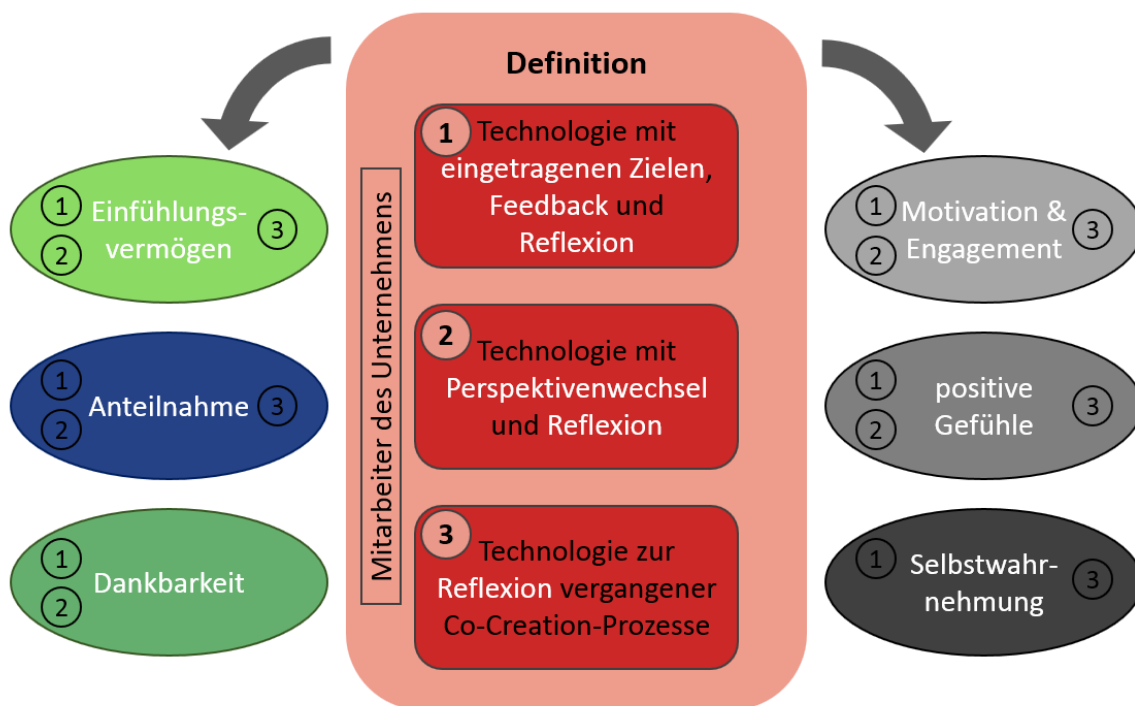 Definition
1
Technologie mit
eingetragenen Zielen,
Feedback und
Reflexion
2
Technologie mit
Perspektivenwechsel
und Reflexion
3
Technologie zur
Reflexion vergangener
Co-Creation-Prozesse
Mitarbeiter des Unternehmens
1
2
Einfühlungs-
vermögen
3
1
2
Anteilnahme
3
1
2
Dankbarkeit
1
2
Motivation &
Engagement
3
1
2
positive
Gefühle
3
1
Selbstwahr-
nehmung
3